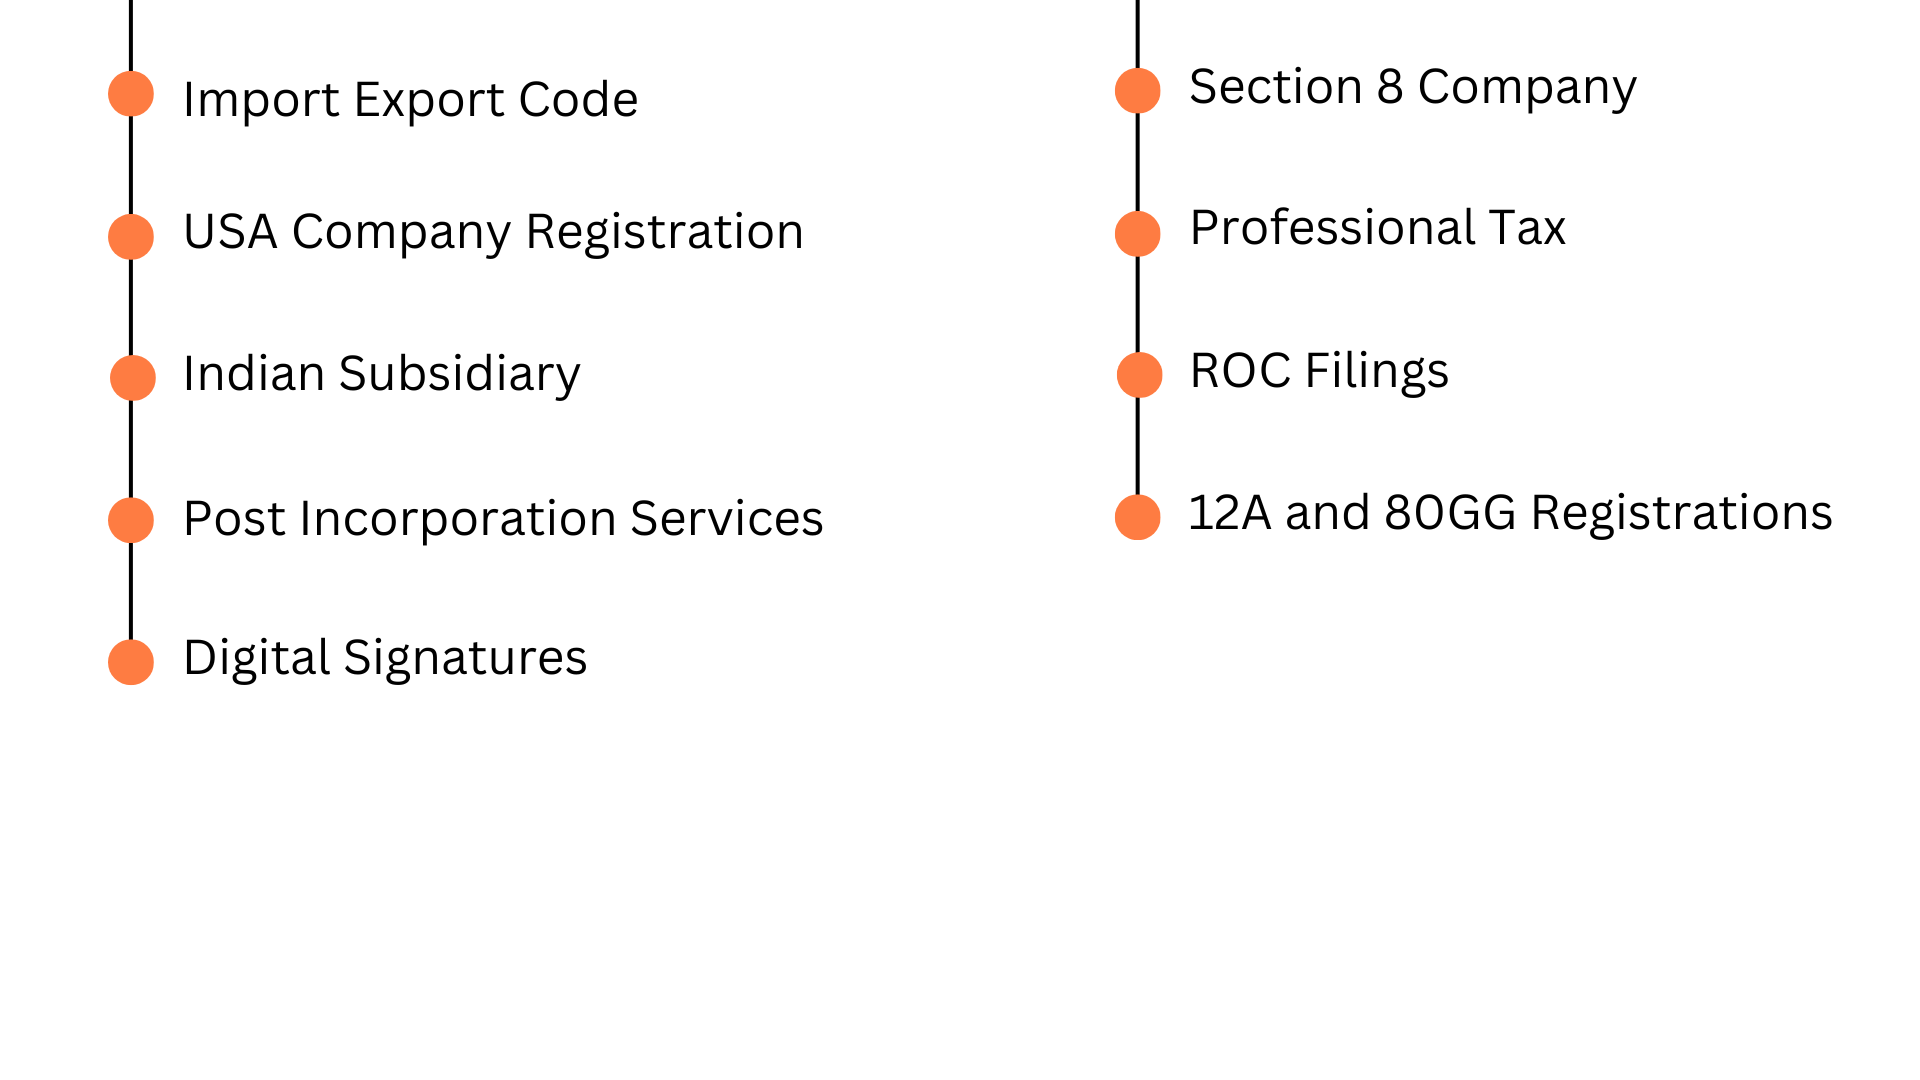 Import Export Code
USA Company Registration
Indian Subsidiary
Post Incorporation Services
Digital Signatures
Section 8 Company
Professional Tax
ROC Filings
12A and 80GG Registrations